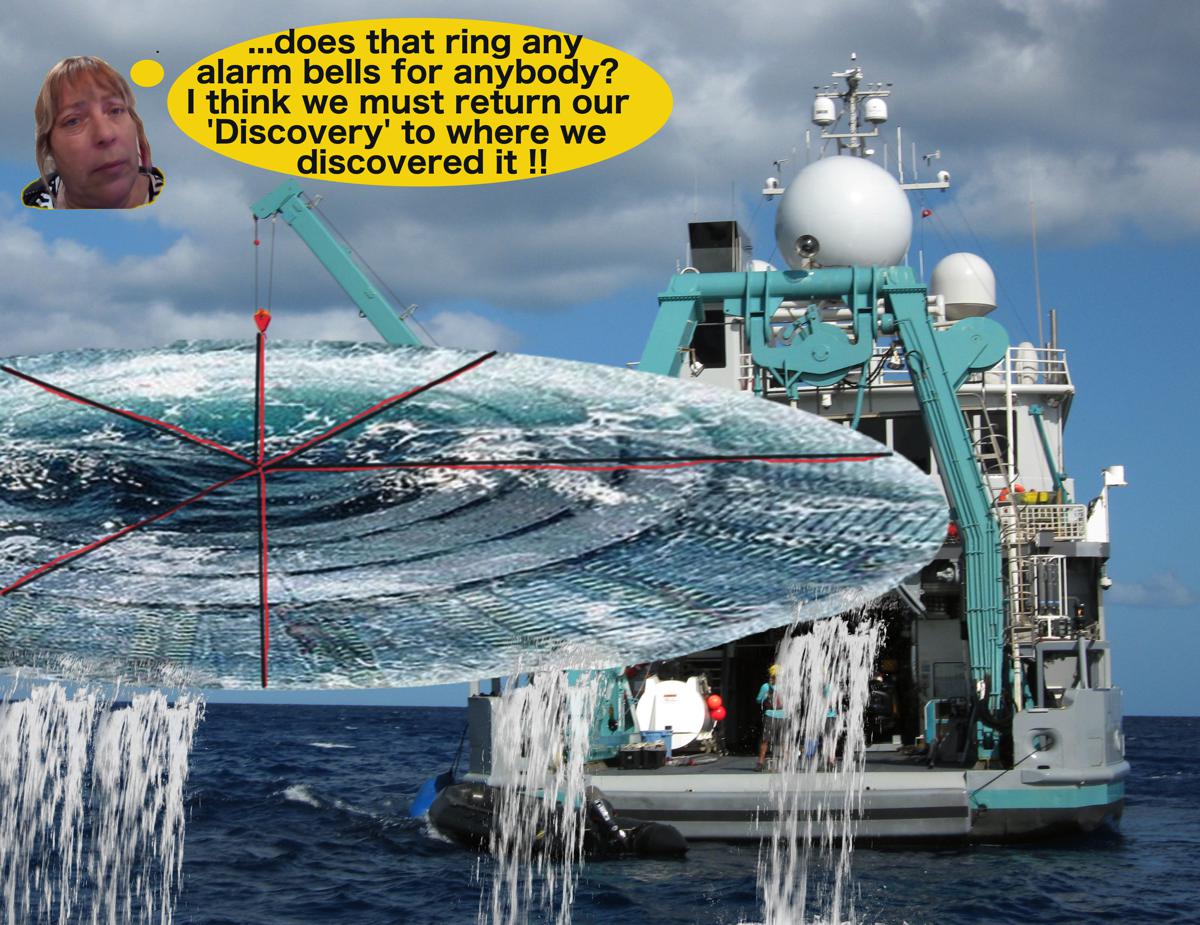 ...does that ring any
alarm bells for anybody?
I think we must return our
'Discovery' to where we
discovered it !!